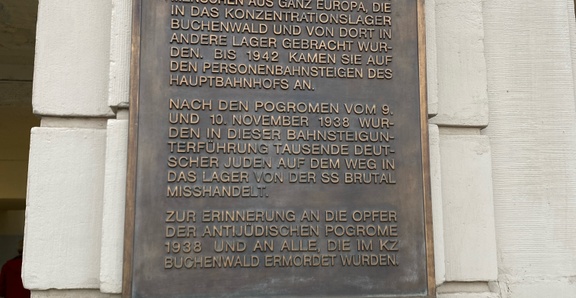 MENSCHEN AUS GANZ EUROPA, DIE
IN DAS KONZENTRATIONSLAGER
BUCHENWALD UND VON DORT IN
ANDERE LAGER GEBRACHT WUR-
DEN. BIS 1942 KAMEN SIE AUF
DEN PERSONENBAHNSTEIGEN DES
HAUPTBAHNHOFS AN.
NACH DEN POGROMEN VOM 9.
UND 10. NOVEMBER 1938 WUR-
DEN IN DIESER BAHNSTEIGUN-
TERFÜHRUNG TAUSENDE DEUT-
SCHER JUDEN AUF DEM WEG IN
DAS LAGER VON DER SS BRUTAL
MISSHANDELT.
ZUR ERINNERUNG AN DIE OPFER
DER ANTIJÜDISCHEN POGROME
1938 UND AN ALLE, DIE IM KZ
BUCHENWALD ERMORDET WURDEN.